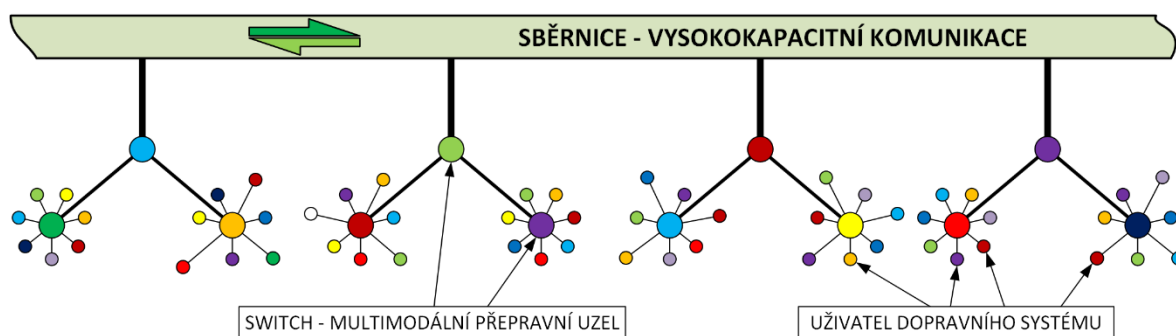 SBĚRNICE - VYSOKOKAPACITNÍ KOMUNIKACE
SWITCH - MULTIMODÁLNÍ PŘEPRAVNÍ UZEL
UŽIVATEL DOPRAVNÍHO SYSTÉMU